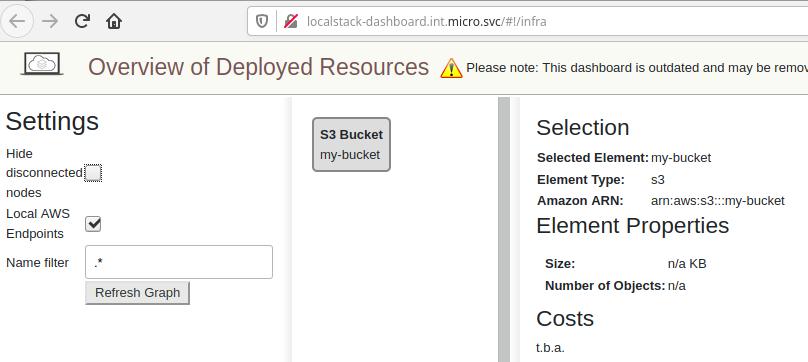 localstack-dashboard.int.micro.svc/#!/infra
Overview of Deployed Resources
Please note: This dashboard is outdated and may be remov
Settings
Hide
disconnected
nodes
Local AWS
Endpoints
Name filter .*
Refresh Graph
S3 Bucket
my-bucket
Selection
Selected Element: my-bucket
Element Type: s3
Amazon ARN: arn:aws:s3:::my-bucket
Element Properties
Size: n/a KB
Number of Objects: n/a
Costs
t.b.a.